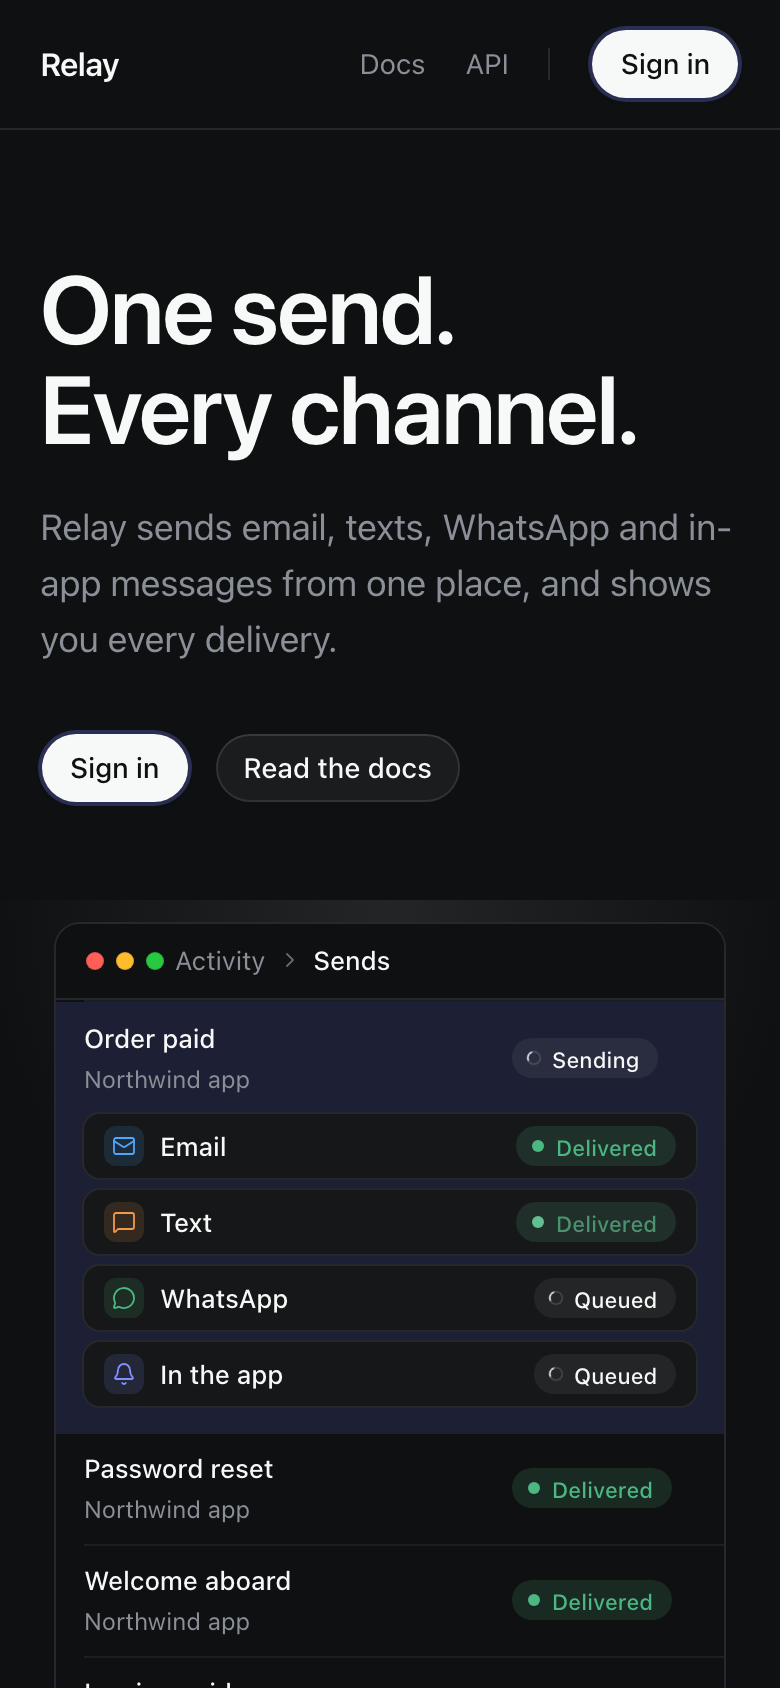 Relay
Docs
API
Sign in
One send.
Every channel.
Relay sends email, texts, WhatsApp and in-
app messages from one place, and shows
you every delivery.
Sign in
Read the docs
Activity
Sends
Order paid
Northwind app
Sending
Email
Delivered
Text
Delivered
WhatsApp
Queued
In the app
Queued
Password reset
Northwind app
Delivered
Welcome aboard
Northwind app
Delivered